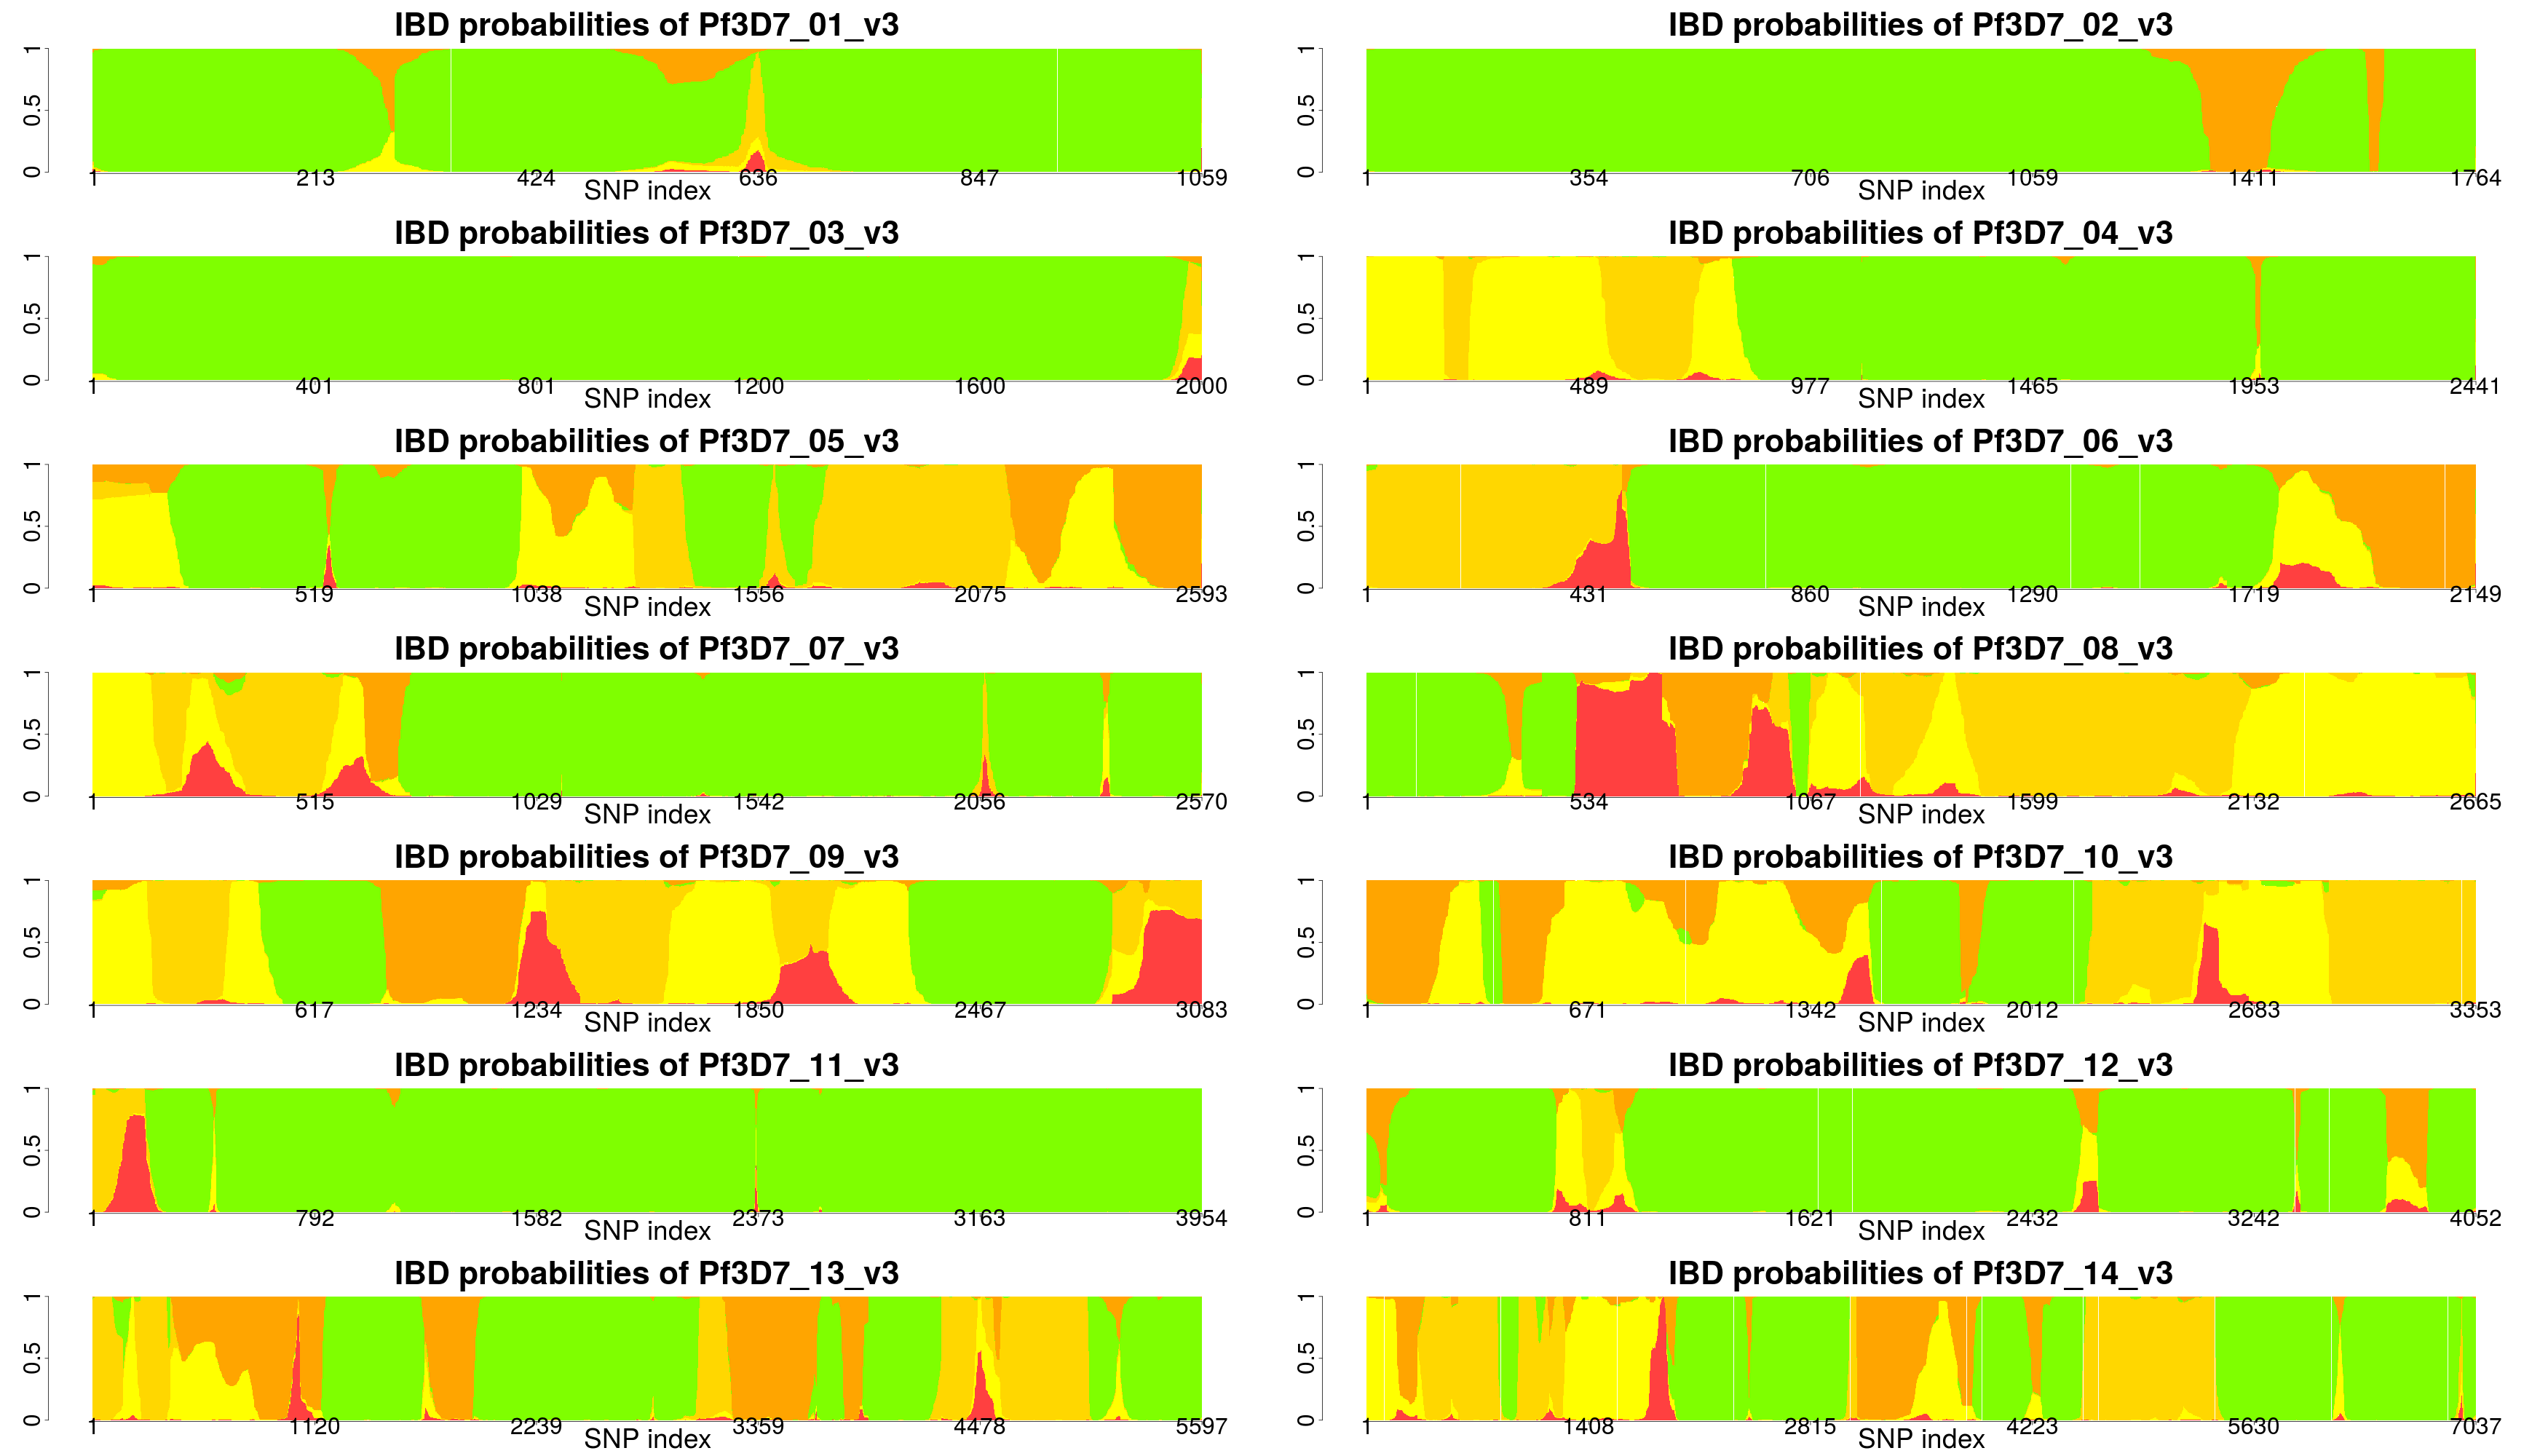 IBD probabilities of Pf3D7_01_v3
0 0.5 1
1 213 424 636 847 1059
SNP index
IBD probabilities of Pf3D7_02_v3
0 0.5 1
1 354 706 1059 1411 1764
SNP index
IBD probabilities of Pf3D7_03_v3
0 0.5 1
1 401 801 1200 1600 2000
SNP index
IBD probabilities of Pf3D7_04_v3
0 0.5 1
1 489 977 1465 1953 2441
SNP index
IBD probabilities of Pf3D7_05_v3
0 0.5 1
1 519 1038 1556 2075 2593
SNP index
IBD probabilities of Pf3D7_06_v3
0 0.5 1
1 431 860 1290 1719 2149
SNP index
IBD probabilities of Pf3D7_07_v3
0 0.5 1
1 515 1029 1542 2056 2570
SNP index
IBD probabilities of Pf3D7_08_v3
0 0.5 1
1 534 1067 1599 2132 2665
SNP index
IBD probabilities of Pf3D7_09_v3
0 0.5 1
1 617 1234 1850 2467 3083
SNP index
IBD probabilities of Pf3D7_10_v3
0 0.5 1
1 671 1342 2012 2683 3353
SNP index
IBD probabilities of Pf3D7_11_v3
0 0.5 1
1 792 1582 2373 3163 3954
SNP index
IBD probabilities of Pf3D7_12_v3
0 0.5 1
1 811 1621 2432 3242 4052
SNP index
IBD probabilities of Pf3D7_13_v3
0 0.5 1
1 1120 2239 3359 4478 5597
SNP index
IBD probabilities of Pf3D7_14_v3
0 0.5 1
1 1408 2815 4223 5630 7037
SNP index